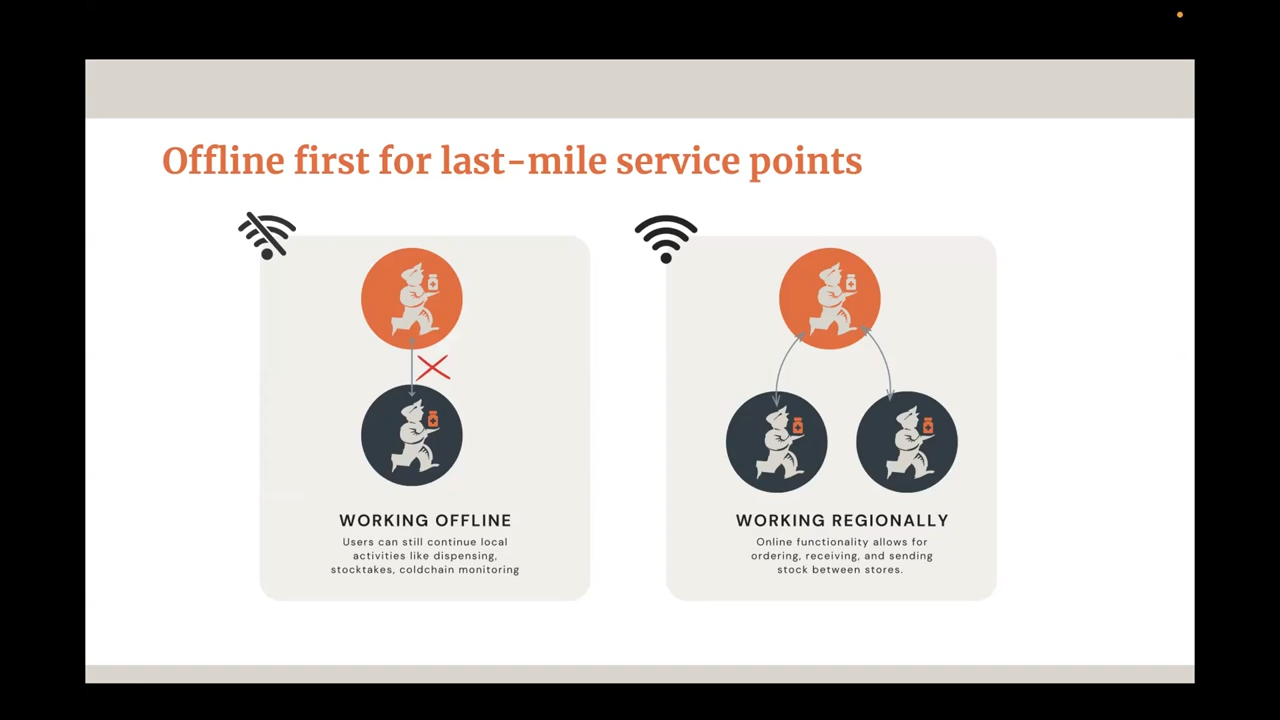 Offline first for last-mile service points
WORKING OFFLINE
Users can still continue local
activities like dispensing,
stocktakes, coldchain monitoring
WORKING REGIONALLY
Online functionality allows for
ordering, receiving, and sending
stock between stores.